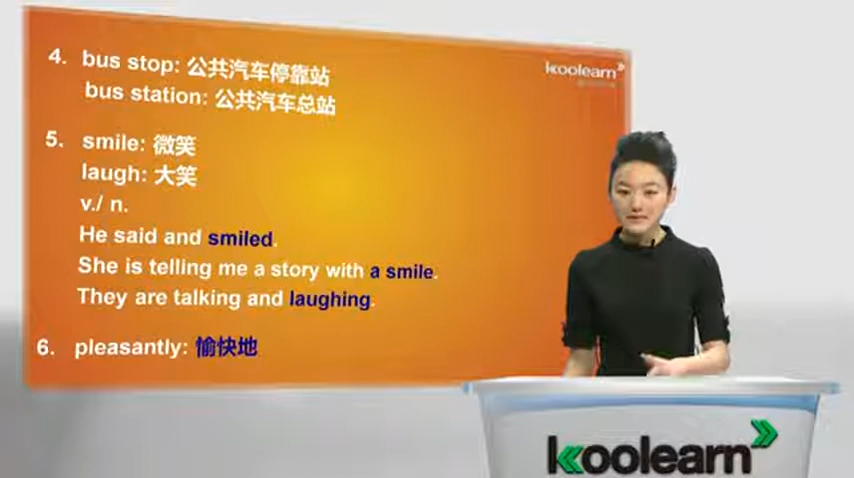 4. bus stop: 公共汽车停靠站
bus station: 公共汽车总站
koolearn
5. smile: 微笑
laugh: 大笑
v./ n.
He said and smiled.
She is telling me a story with a smile.
They are talking and laughing.
6. pleasantly: 愉快地
koolearn